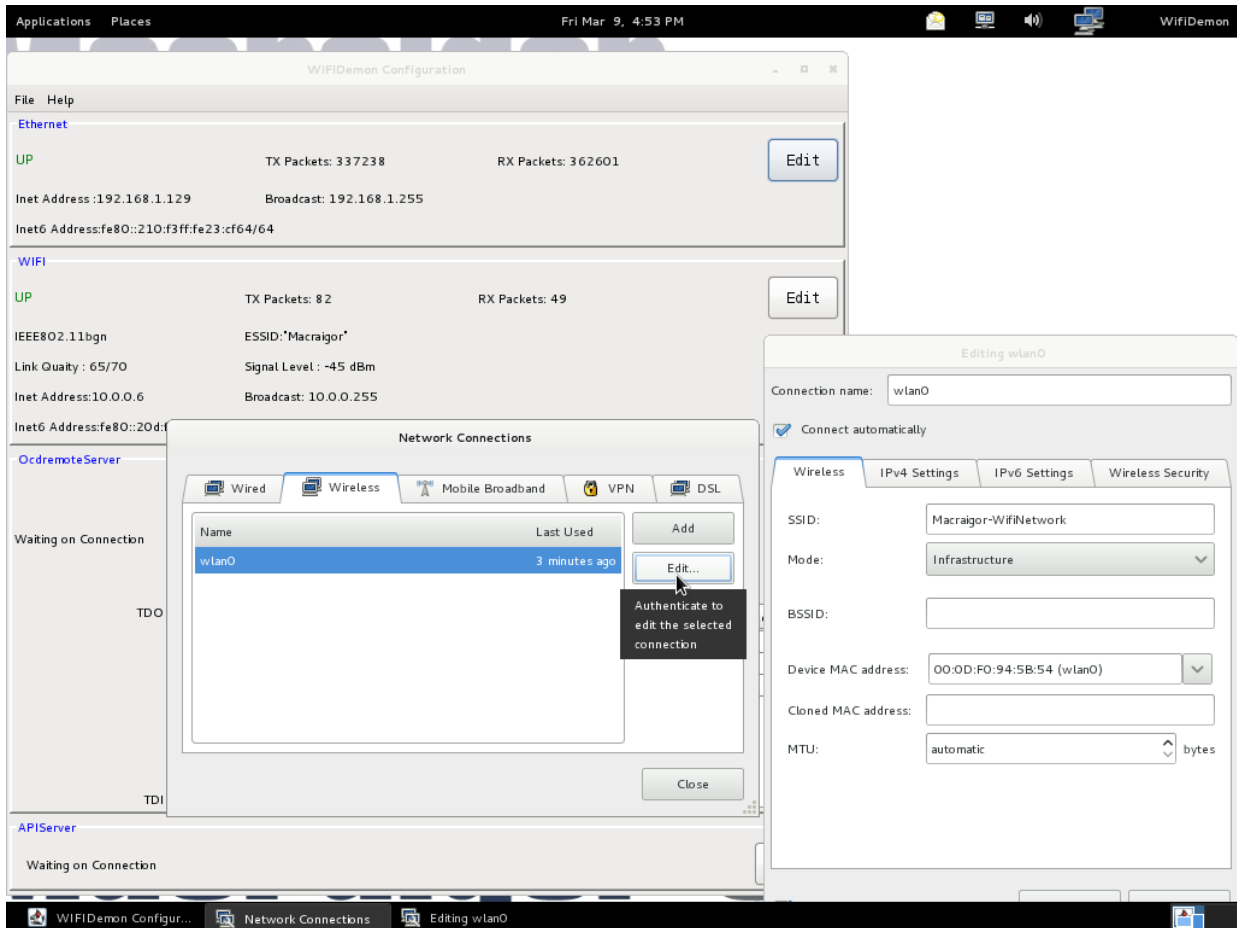 Applications Places Fri Mar 9, 4:53 PM WifiDemon
WIFIDemon Configuration
File Help
Ethernet
UP TX Packets: 337238 RX Packets: 362601 Edit
Inet Address :192.168.1.129 Broadcast: 192.168.1.255
Inet6 Address:fe80::210:f3ff:fe23:cf64/64
WIFI
UP TX Packets: 82 RX Packets: 49 Edit
IEEE802.11bgn ESSID:"Macraigor"
Link Quaity : 65/70 Signal Level : -45 dBm
Inet Address:10.0.0.6 Broadcast: 10.0.0.255
Inet6 Address:fe80::20d:f
OcdremoteServer
Waiting on Connection
TDO
TDI
APIServer
Waiting on Connection
Network Connections
Wired Wireless Mobile Broadband VPN DSL
Name Last Used Add
wlan0 3 minutes ago Edit...
Authenticate to
edit the selected
connection
Close
Editing wlan0
Connection name: wlan0
Connect automatically
Wireless IPv4 Settings IPv6 Settings Wireless Security
SSID: Macraigor-WifiNetwork
Mode: Infrastructure
BSSID:
Device MAC address: 00:0D:F0:94:5B:54 (wlan0)
Cloned MAC address:
MTU: automatic bytes
WIFIDemon Configur... Network Connections Editing wlan0